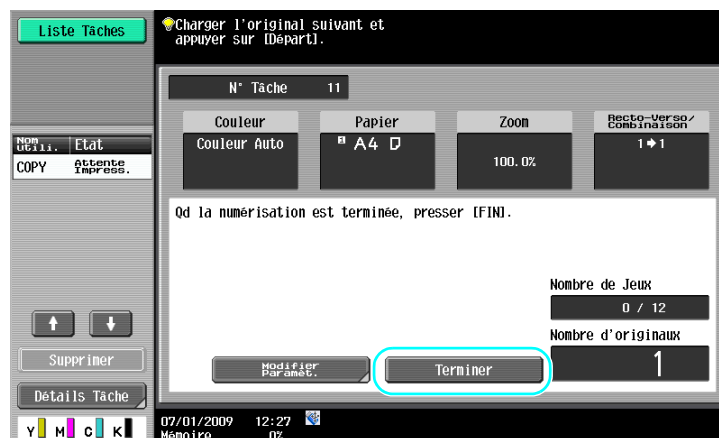 Liste Tâches
Charger l'original suivant et
appuyer sur [Départ].
N° Tâche 11
Couleur
Papier
Zoom
Recto-Verso/
Combinaison
Couleur Auto
A4
100.0%
1 → 1
Nom
utili.
Etat
COPY
Attente
Impress.
Qd la numérisation est terminée, presser [FIN].
Nombre de Jeux
0 / 12
Nombre d'originaux
1
Supprimer
Modifier
Paramèt.
Terminer
Détails Tâche
Y M C K
07/01/2009 12:27
Mémoire 0%